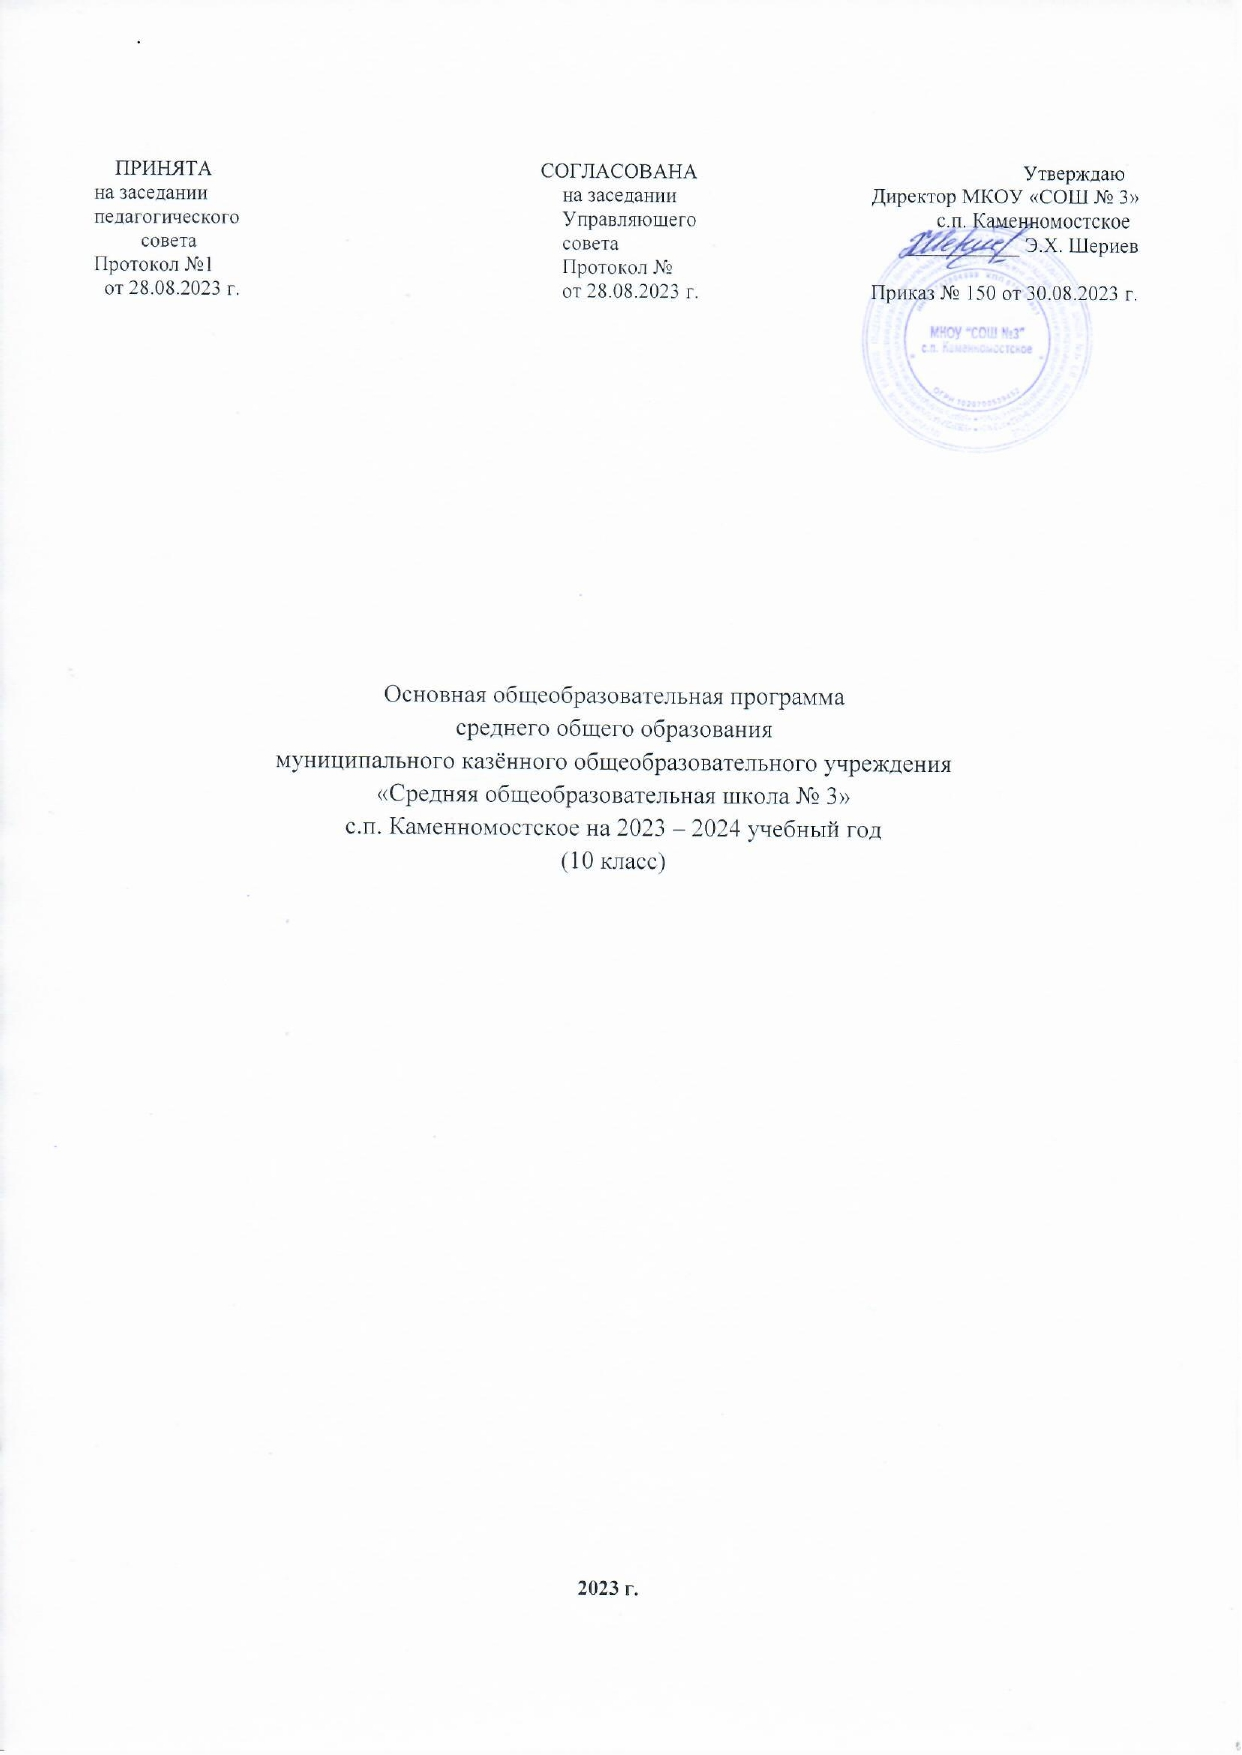 ПРИНЯТА
на заседании
педагогического
совета
Протокол №1
от 28.08.2023 г.
СОГЛАСОВАНА
на заседании
Управляющего
совета
Протокол №
от 28.08.2023 г.
Утверждаю
Директор МКОУ «СОШ № 3»
с.п. Каменномостское
Э.Х. Шериев
Приказ № 150 от 30.08.2023 г.
МКОУ "СОШ №3"
с.п. Каменномостское
Основная общеобразовательная программа
среднего общего образования
муниципального казённого общеобразовательного учреждения
«Средняя общеобразовательная школа № 3»
с.п. Каменномостское на 2023 – 2024 учебный год
(10 класс)
2023 г.